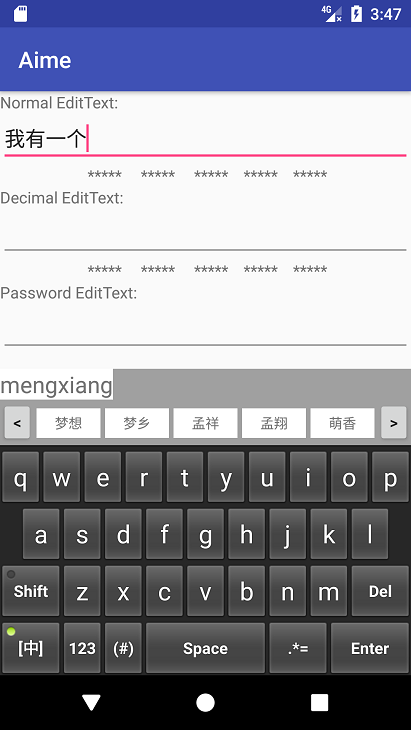 4G 3:47
Aime
Normal EditText:
我有一个
***** ***** ***** ***** *****
Decimal EditText:
***** ***** ***** ***** *****
Password EditText:
mengxiang
< 梦想 梦乡 孟祥 孟翔 萌香 >
q w e r t y u i o p
a s d f g h j k l
Shift z x c v b n m Del
[中] 123 (#) Space .*= Enter